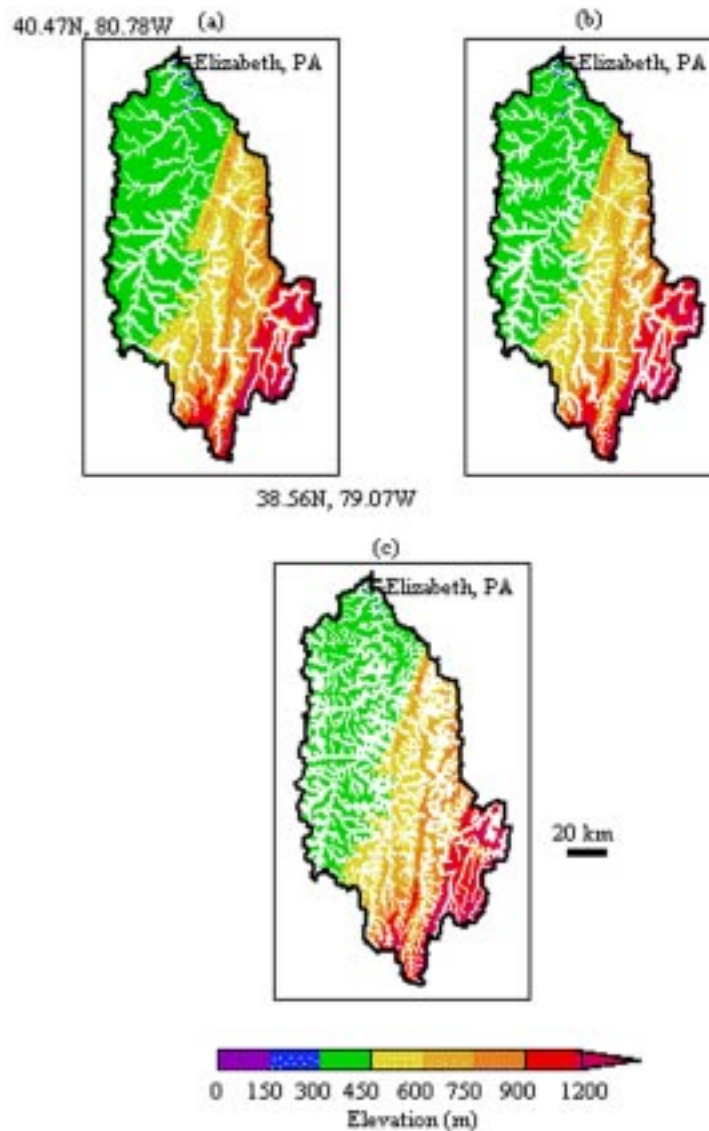 40.47N, 80.78W
(a)
Elizabeth, PA
(b)
Elizabeth, PA
38.56N, 79.07W
(c)
Elizabeth, PA
20 km
0 150 300 450 600 750 900 1200
Elevation (m)